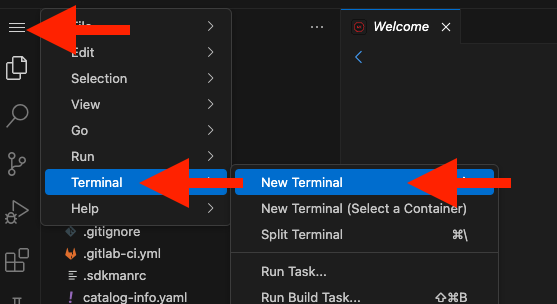 File
Welcome
Edit
Selection
View
Go
Run
Terminal
New Terminal
Help
New Terminal (Select a Container)
.gitignore
Split Terminal ⌘\
.gitlab-ci.yml
.sdkmanrc
Run Task...
catalog-info.yaml
Run Build Task... ⇧⌘B